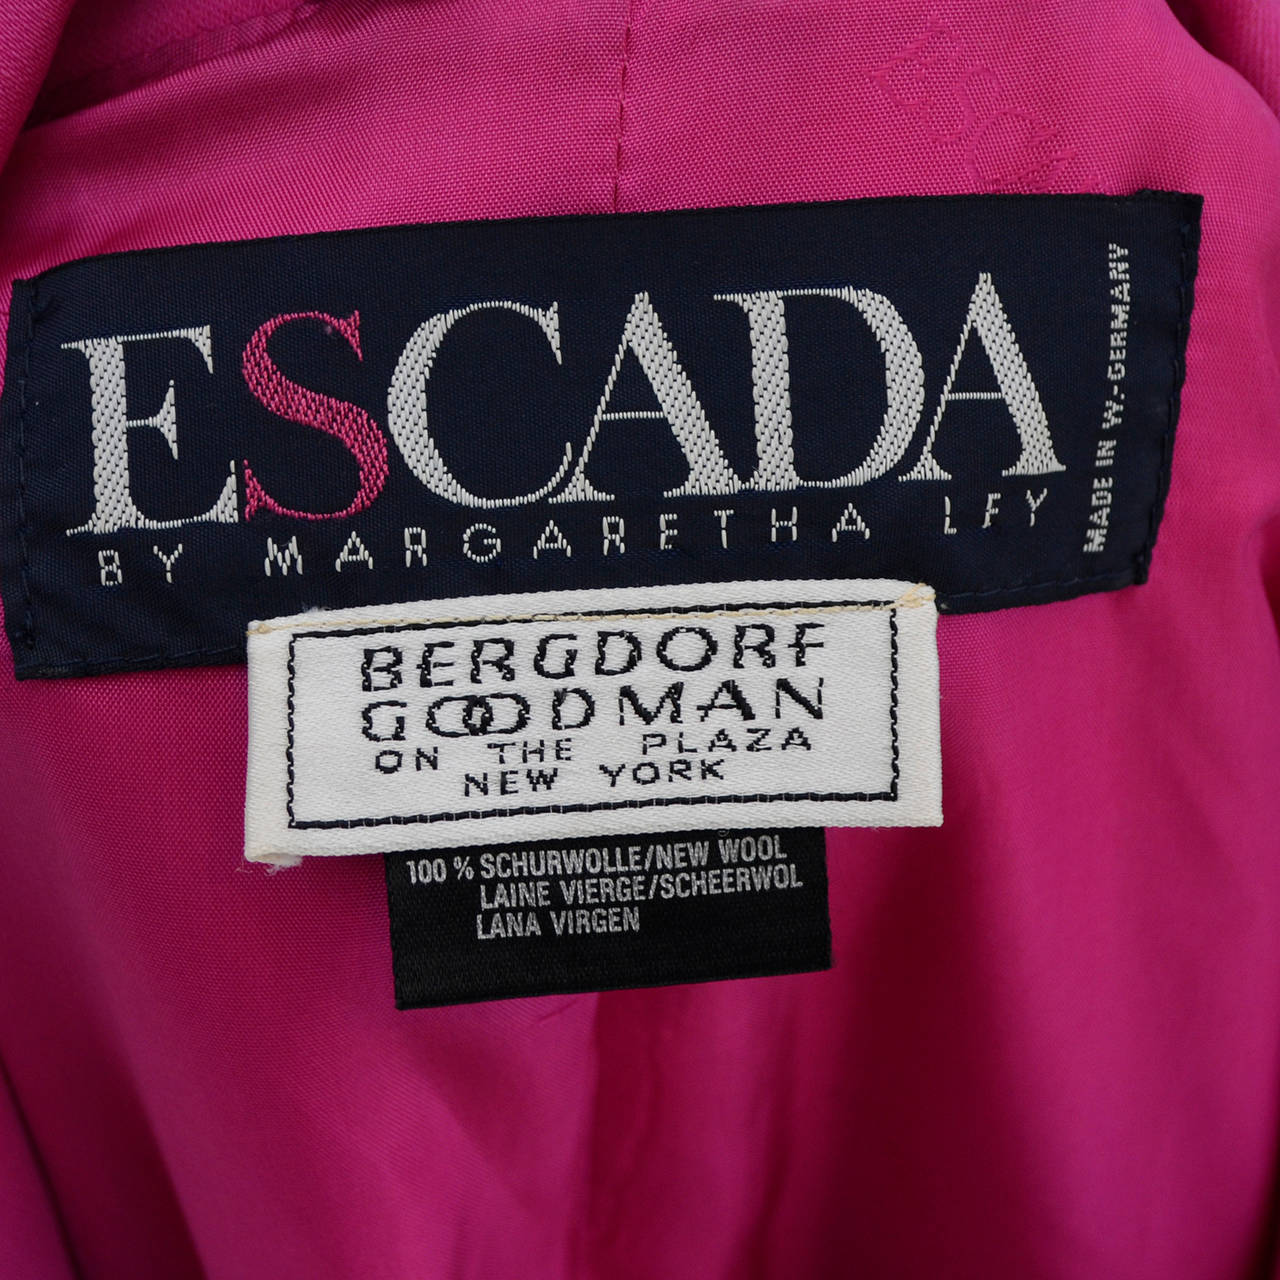 ESCADA
BY MARGARETHA LEY
MADE IN W.-GERMANY
BERGDORF
GOODMAN
ON THE PLAZA
NEW YORK
100 % SCHURWOLLE/NEW WOOL
LAINE VIERGE/SCHEERWOL
LANA VIRGEN